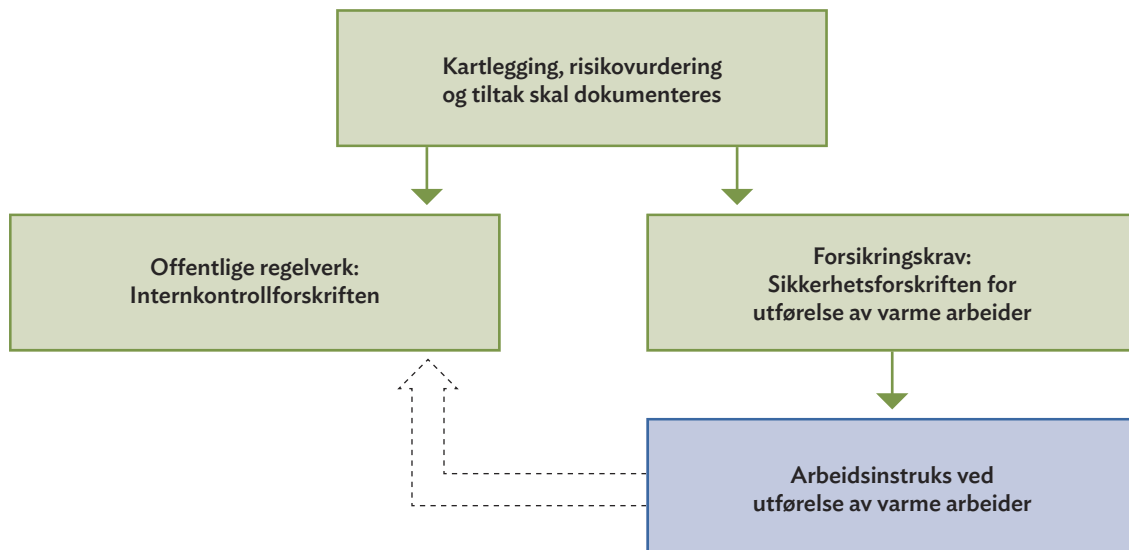 Kartlegging, risikovurdering
og tiltak skal dokumenteres
Offentlige regelverk:
Internkontrollforskriften
Forsikringskrav:
Sikkerhetsforskriften for
utførelse av varme arbeider
Arbeidsinstruks ved
utførelse av varme arbeider